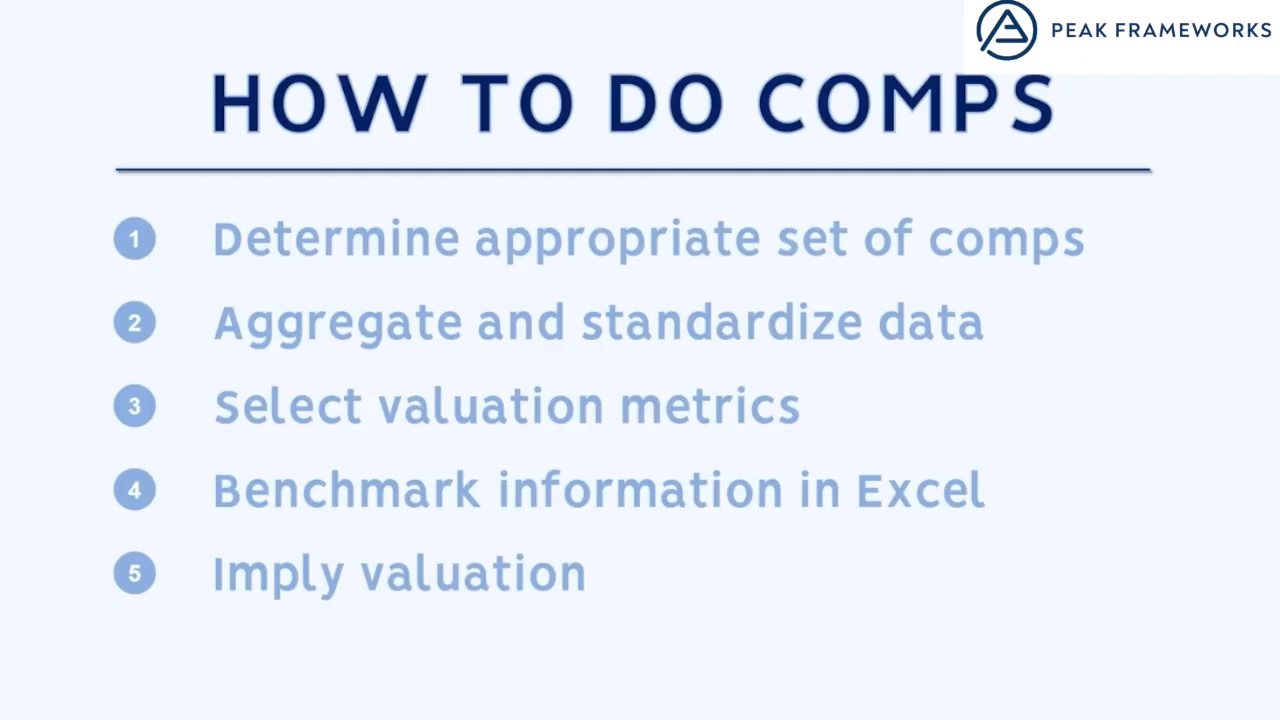 PEAK FRAMEWORKS
HOW TO DO COMPS
1 Determine appropriate set of comps
2 Aggregate and standardize data
3 Select valuation metrics
4 Benchmark information in Excel
5 Imply valuation